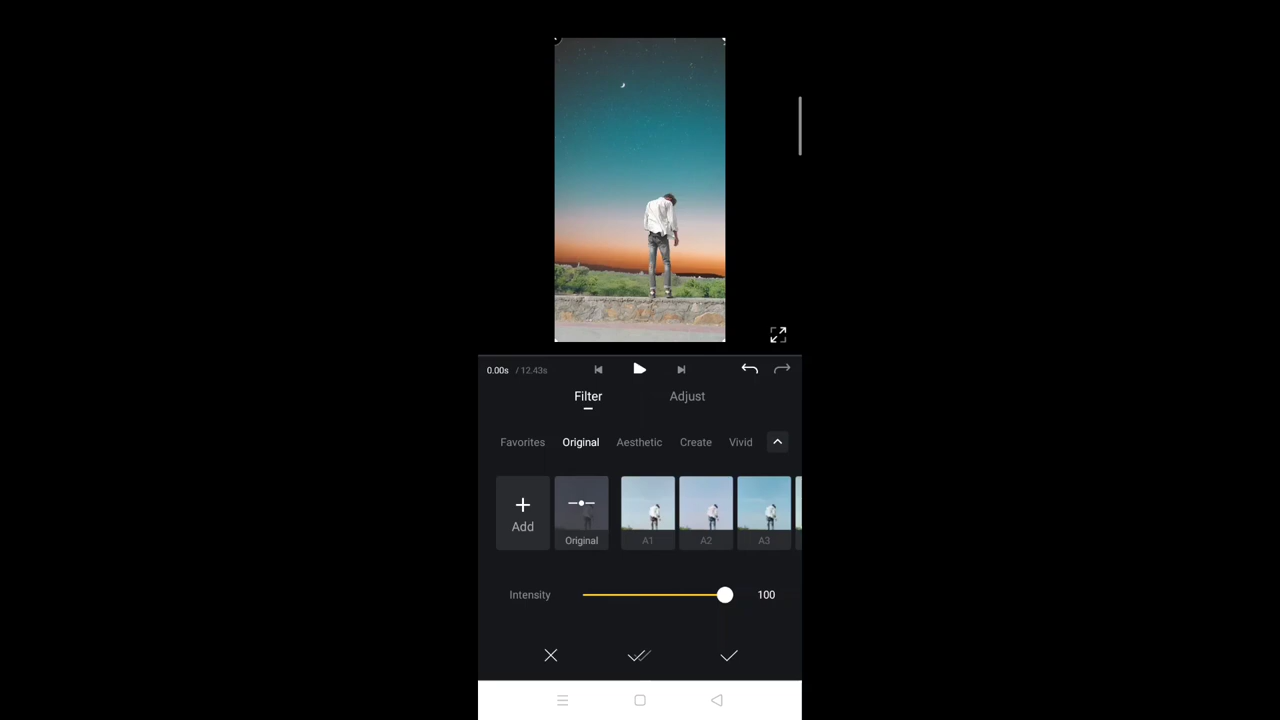 0.00s / 12.43s
Filter Adjust
Favorites Original Aesthetic Create Vivid
Add Original A1 A2 A3
Intensity 100